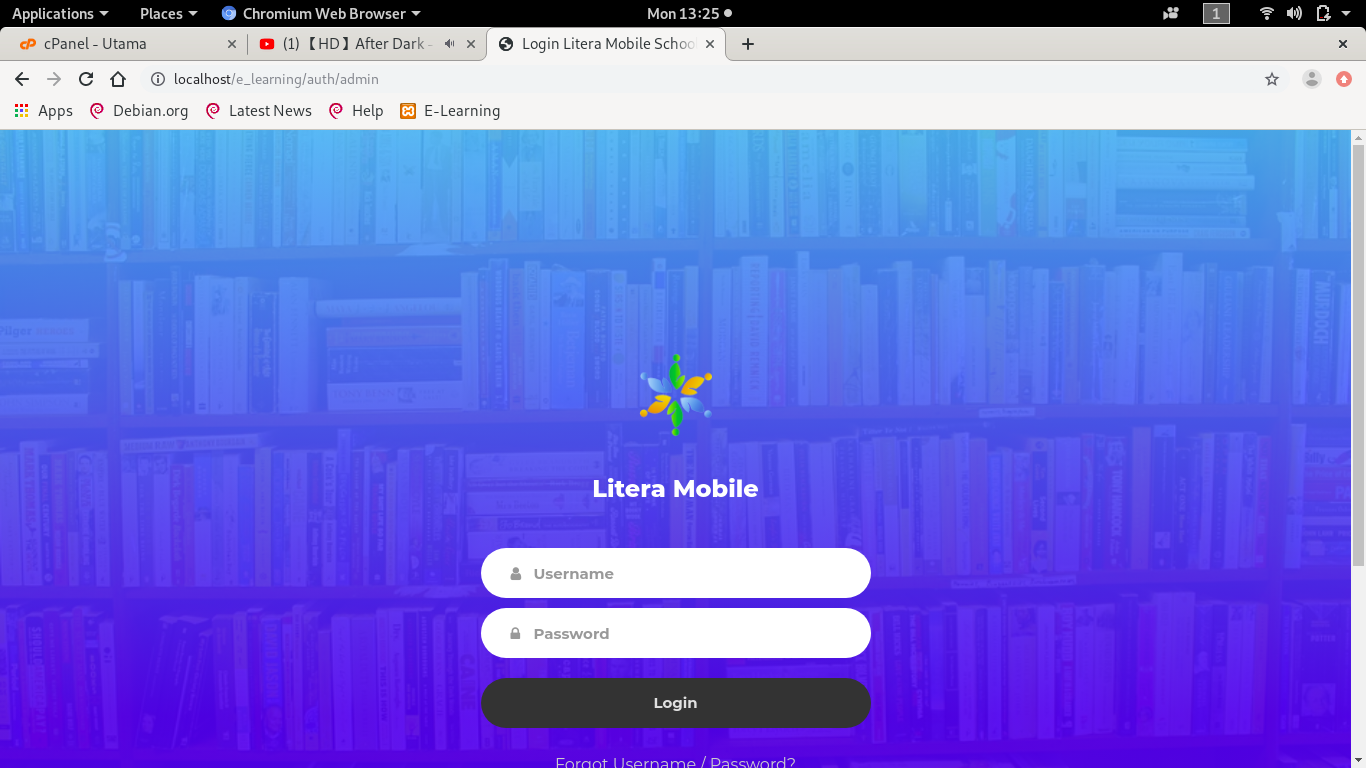 Applications Places Chromium Web Browser Mon 13:25 1
cPanel - Utama (1)【HD】After Dark - Login Litera Mobile School
localhost/e_learning/auth/admin
Apps Debian.org Latest News Help E-Learning
Litera Mobile
Username
Password
Login
Forgot Username / Password?